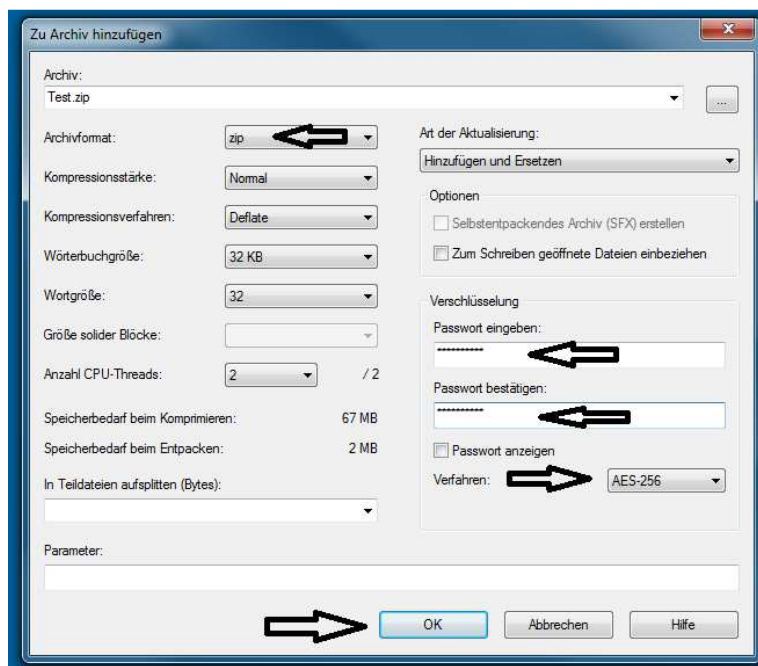 Zu Archiv hinzufügen
Archiv:
Test.zip
...
Archivformat:
zip
Kompressionsstärke:
Normal
Kompressionsverfahren:
Deflate
Wörterbuchgröße:
32 KB
Wortgröße:
32
Größe solider Blöcke:
Anzahl CPU-Threads:
2
/ 2
Speicherbedarf beim Komprimieren:
67 MB
Speicherbedarf beim Entpacken:
2 MB
In Teildateien aufsplitten (Bytes):
Art der Aktualisierung:
Hinzufügen und Ersetzen
Optionen
Selbstentpackendes Archiv (SFX) erstellen
Zum Schreiben geöffnete Dateien einbeziehen
Verschlüsselung
Passwort eingeben:
**********
Passwort bestätigen:
**********
Passwort anzeigen
Verfahren:
AES-256
Parameter:
OK
Abbrechen
Hilfe